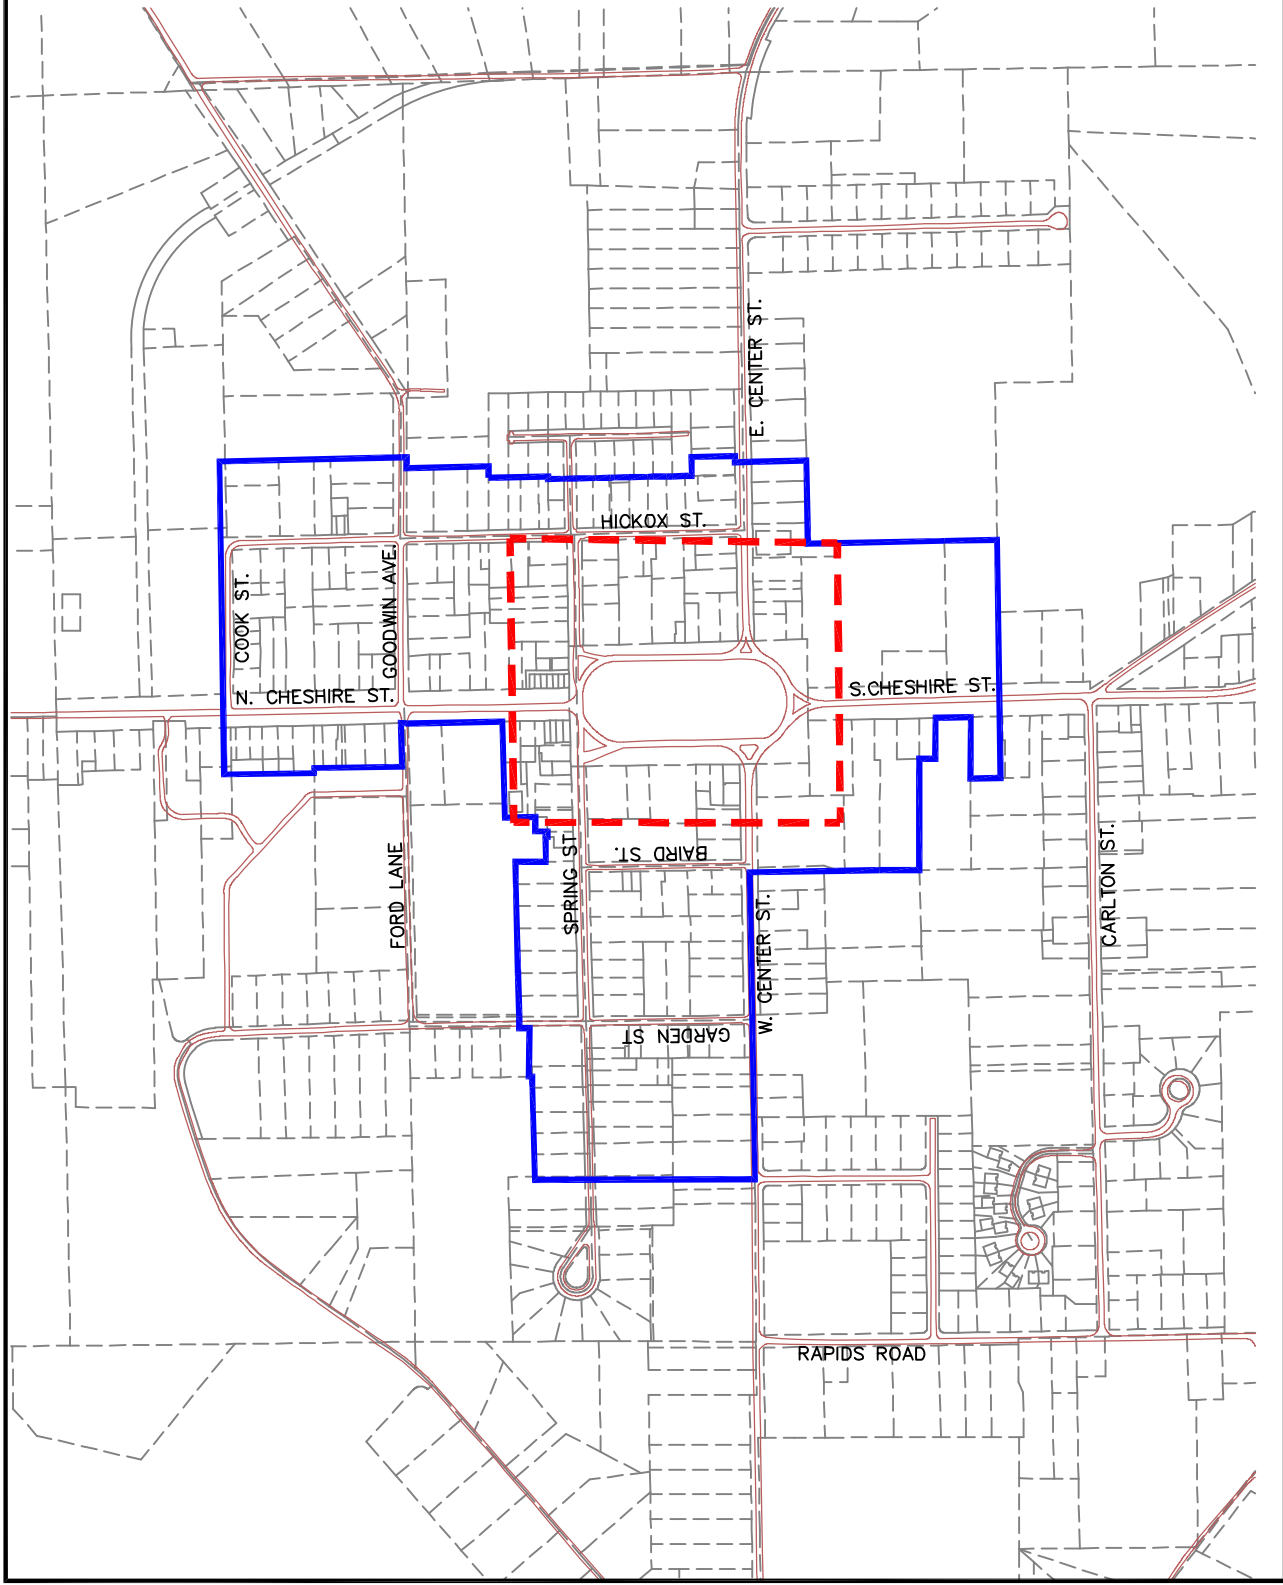 E. CENTER ST.
HICKOX ST.
COOK ST.
GOODWIN AVE.
N. CHESHIRE ST.
S.CHESHIRE ST.
BAIRD ST.
SPRING ST
FORD LANE
CARLTON ST.
W. CENTER ST.
GARDEN ST
RAPIDS ROAD